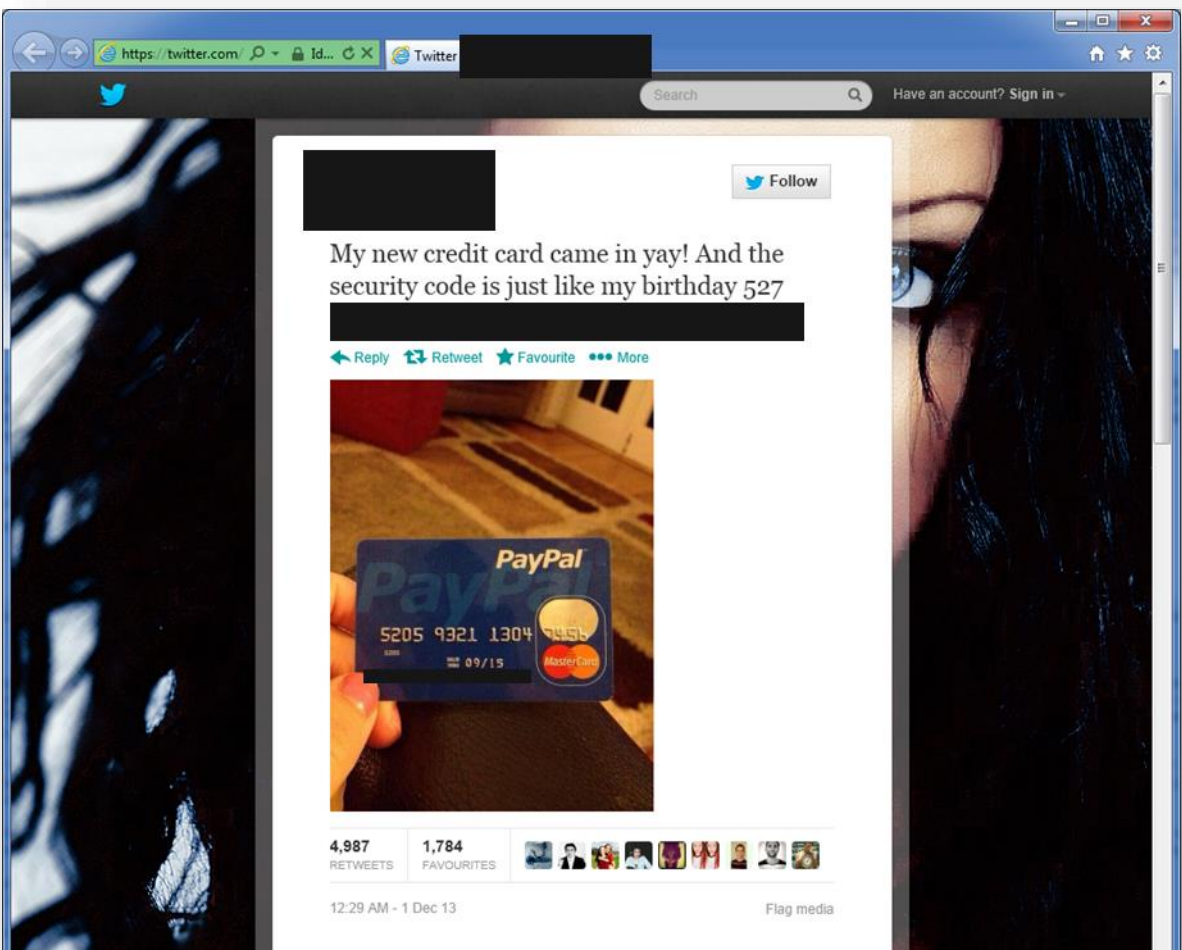 https://twitter.com/
Id...
Twitter
Search
Have an account? Sign in
Follow
My new credit card came in yay! And the
security code is just like my birthday 527
Reply Retweet Favourite More
PayPal
PayPal
5205 9321 1304
09/15
MasterCard
4,987
RETWEETS
1,784
FAVOURITES
12:29 AM - 1 Dec 13
Flag media